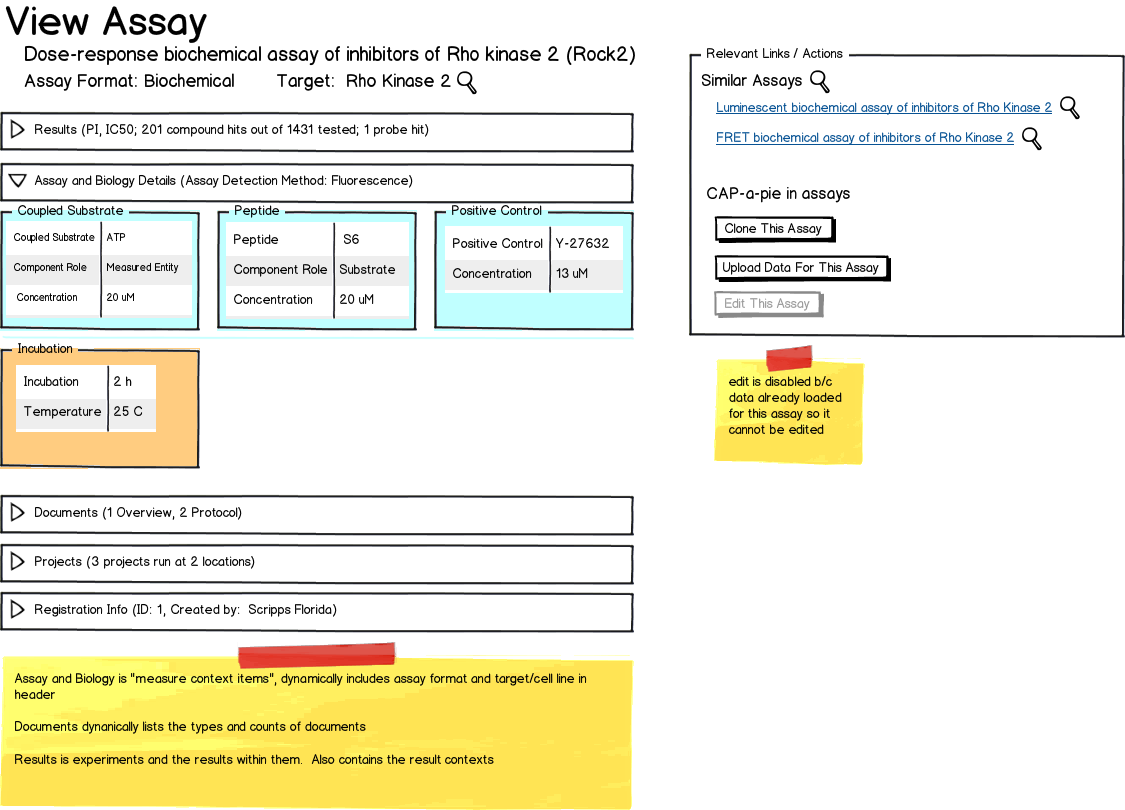 View Assay
Dose-response biochemical assay of inhibitors of Rho kinase 2 (Rock2)
Assay Format: Biochemical Target: Rho Kinase 2
Results (PI, IC50; 201 compound hits out of 1431 tested; 1 probe hit)
Assay and Biology Details (Assay Detection Method: Fluorescence)
Coupled Substrate
Coupled Substrate ATP
Component Role Measured Entity
Concentration 20 uM
Peptide
Peptide S6
Component Role Substrate
Concentration 20 uM
Positive Control
Positive Control Y-27632
Concentration 13 uM
Incubation
Incubation 2 h
Temperature 25 C
Documents (1 Overview, 2 Protocol)
Projects (3 projects run at 2 locations)
Registration Info (ID: 1, Created by: Scripps Florida)
Assay and Biology is "measure context items", dynamically includes assay format and target/cell line in
header
Documents dynanically lists the types and counts of documents
Results is experiments and the results within them. Also contains the result contexts
Relevant Links / Actions
Similar Assays
Luminescent biochemical assay of inhibitors of Rho Kinase 2
FRET biochemical assay of inhibitors of Rho Kinase 2
CAP-a-pie in assays
Clone This Assay
Upload Data For This Assay
Edit This Assay
edit is disabled b/c
data already loaded
for this assay so it
cannot be edited